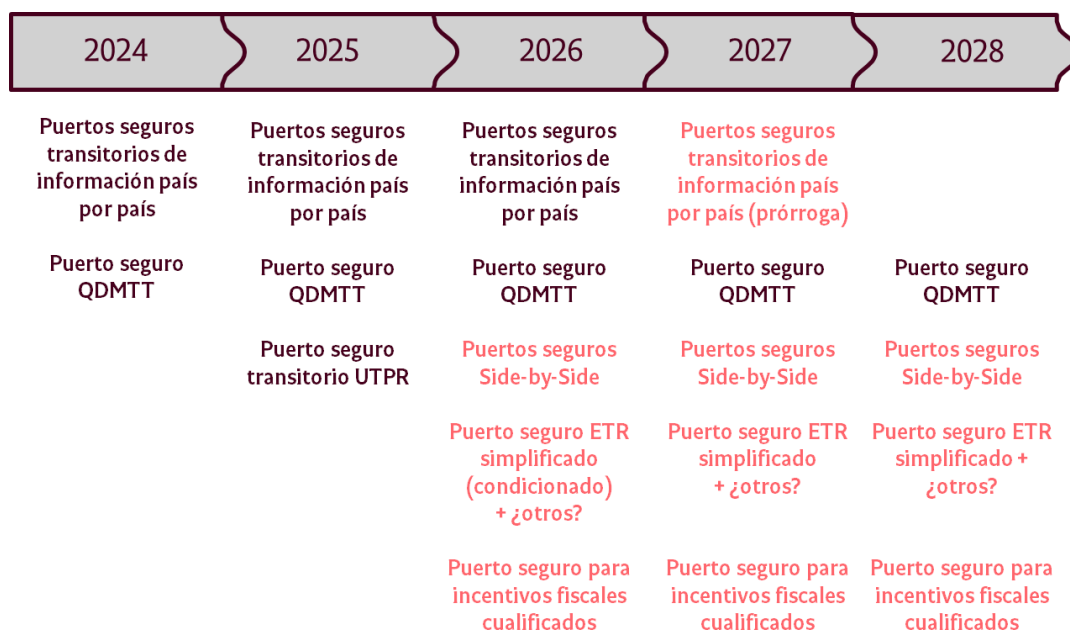 2024
2025
2026
2027
2028
Puertos seguros
transitorios de
información país
por país
Puertos seguros
transitorios de
información país
por país
Puertos seguros
transitorios de
información país
por país
Puertos seguros
transitorios de
información país
por país (prórroga)
Puerto seguro
QDMTT
Puerto seguro
QDMTT
Puerto seguro
QDMTT
Puerto seguro
QDMTT
Puerto seguro
QDMTT
Puerto seguro
transitorio UTPR
Puertos seguros
Side-by-Side
Puertos seguros
Side-by-Side
Puertos seguros
Side-by-Side
Puerto seguro ETR
simplificado
(condicionado)
+ ¿otros?
Puerto seguro ETR
simplificado
+ ¿otros?
Puerto seguro ETR
simplificado +
¿otros?
Puerto seguro para
incentivos fiscales
cualificados
Puerto seguro para
incentivos fiscales
cualificados
Puerto seguro para
incentivos fiscales
cualificados